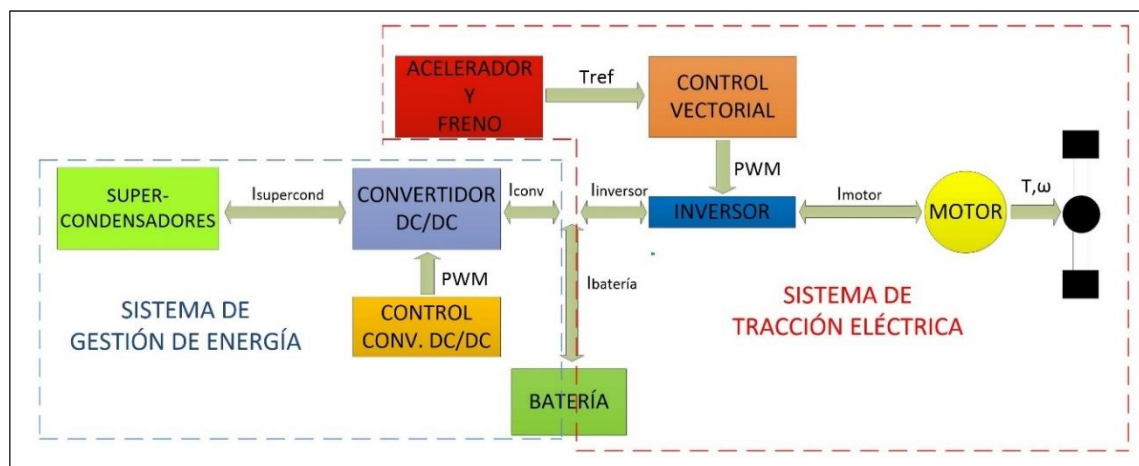 ACELERADOR
Y
FRENO
Tref
CONTROL
VECTORIAL
PWM
SUPER-
CONDENSADORES
Isupercond
CONVERTIDOR
DC/DC
Iconv
Iinversor
INVERSOR
Imotor
MOTOR
T,ω
PWM
Ibatería
CONTROL
CONV. DC/DC
SISTEMA DE
GESTIÓN DE ENERGÍA
SISTEMA DE
TRACCIÓN ELÉCTRICA
BATERÍA